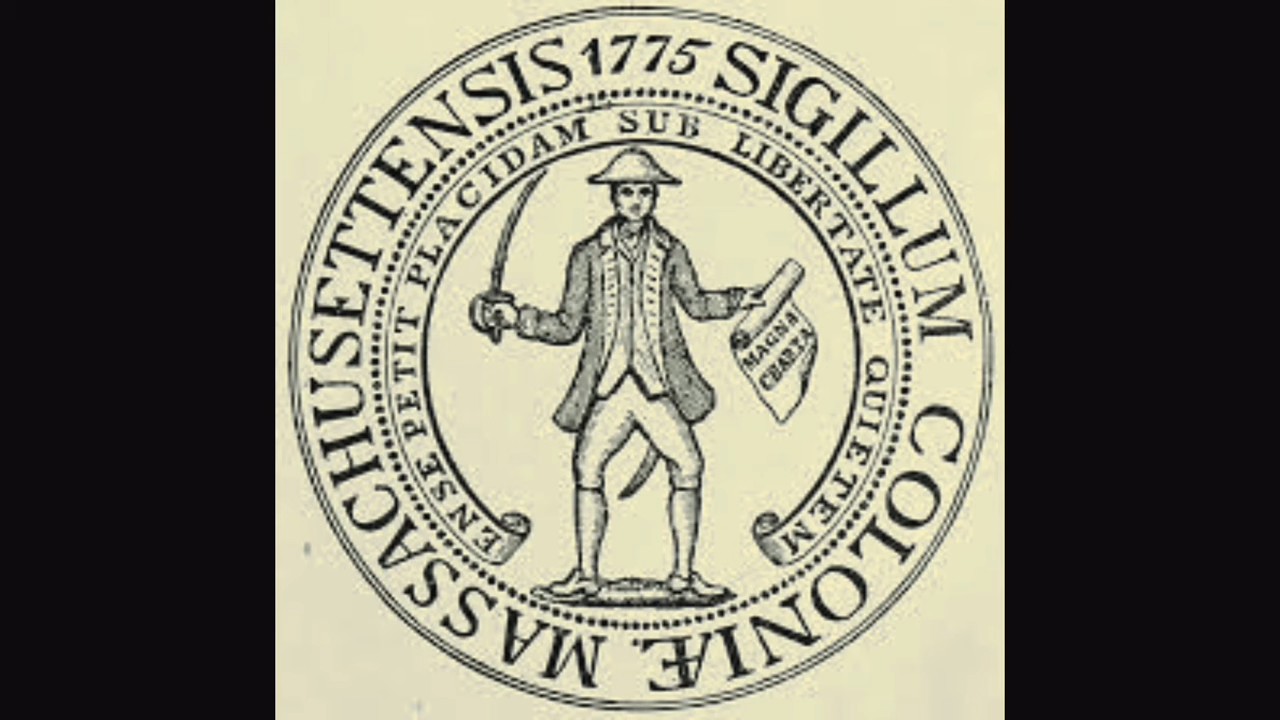 SIGILLUM COLONIÆ MASSACHUSETTENSIS 1775
ENSE PETIT PLACIDAM SUB LIBERTATE QUIETEM
MAGNA
CHARTA